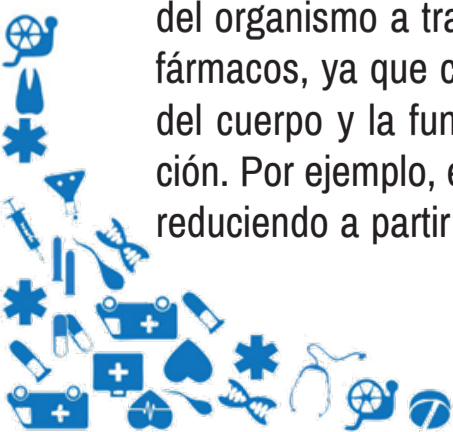 del organismo a tra
fármacos, ya que c
del cuerpo y la fun
ción. Por ejemplo, e
reduciendo a partir